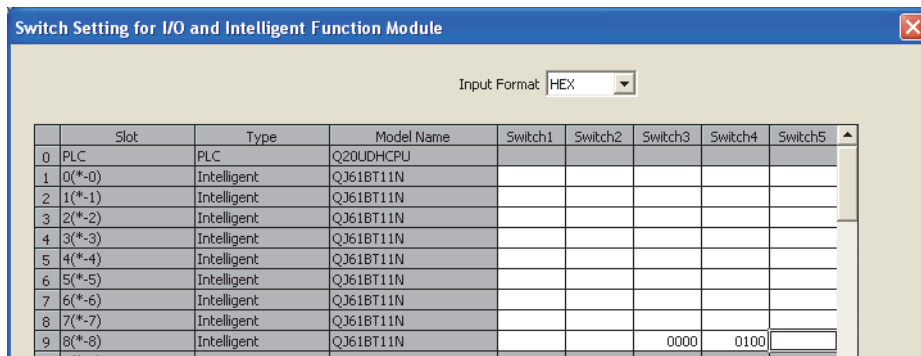 Switch Setting for I/O and Intelligent Function Module
Input Format HEX
Slot Type Model Name Switch1 Switch2 Switch3 Switch4 Switch5
0 PLC PLC Q20UDHCPU
1 0(*-0) Intelligent QJ61BT11N
2 1(*-1) Intelligent QJ61BT11N
3 2(*-2) Intelligent QJ61BT11N
4 3(*-3) Intelligent QJ61BT11N
5 4(*-4) Intelligent QJ61BT11N
6 5(*-5) Intelligent QJ61BT11N
7 6(*-6) Intelligent QJ61BT11N
8 7(*-7) Intelligent QJ61BT11N
9 8(*-8) Intelligent QJ61BT11N 0000 0100